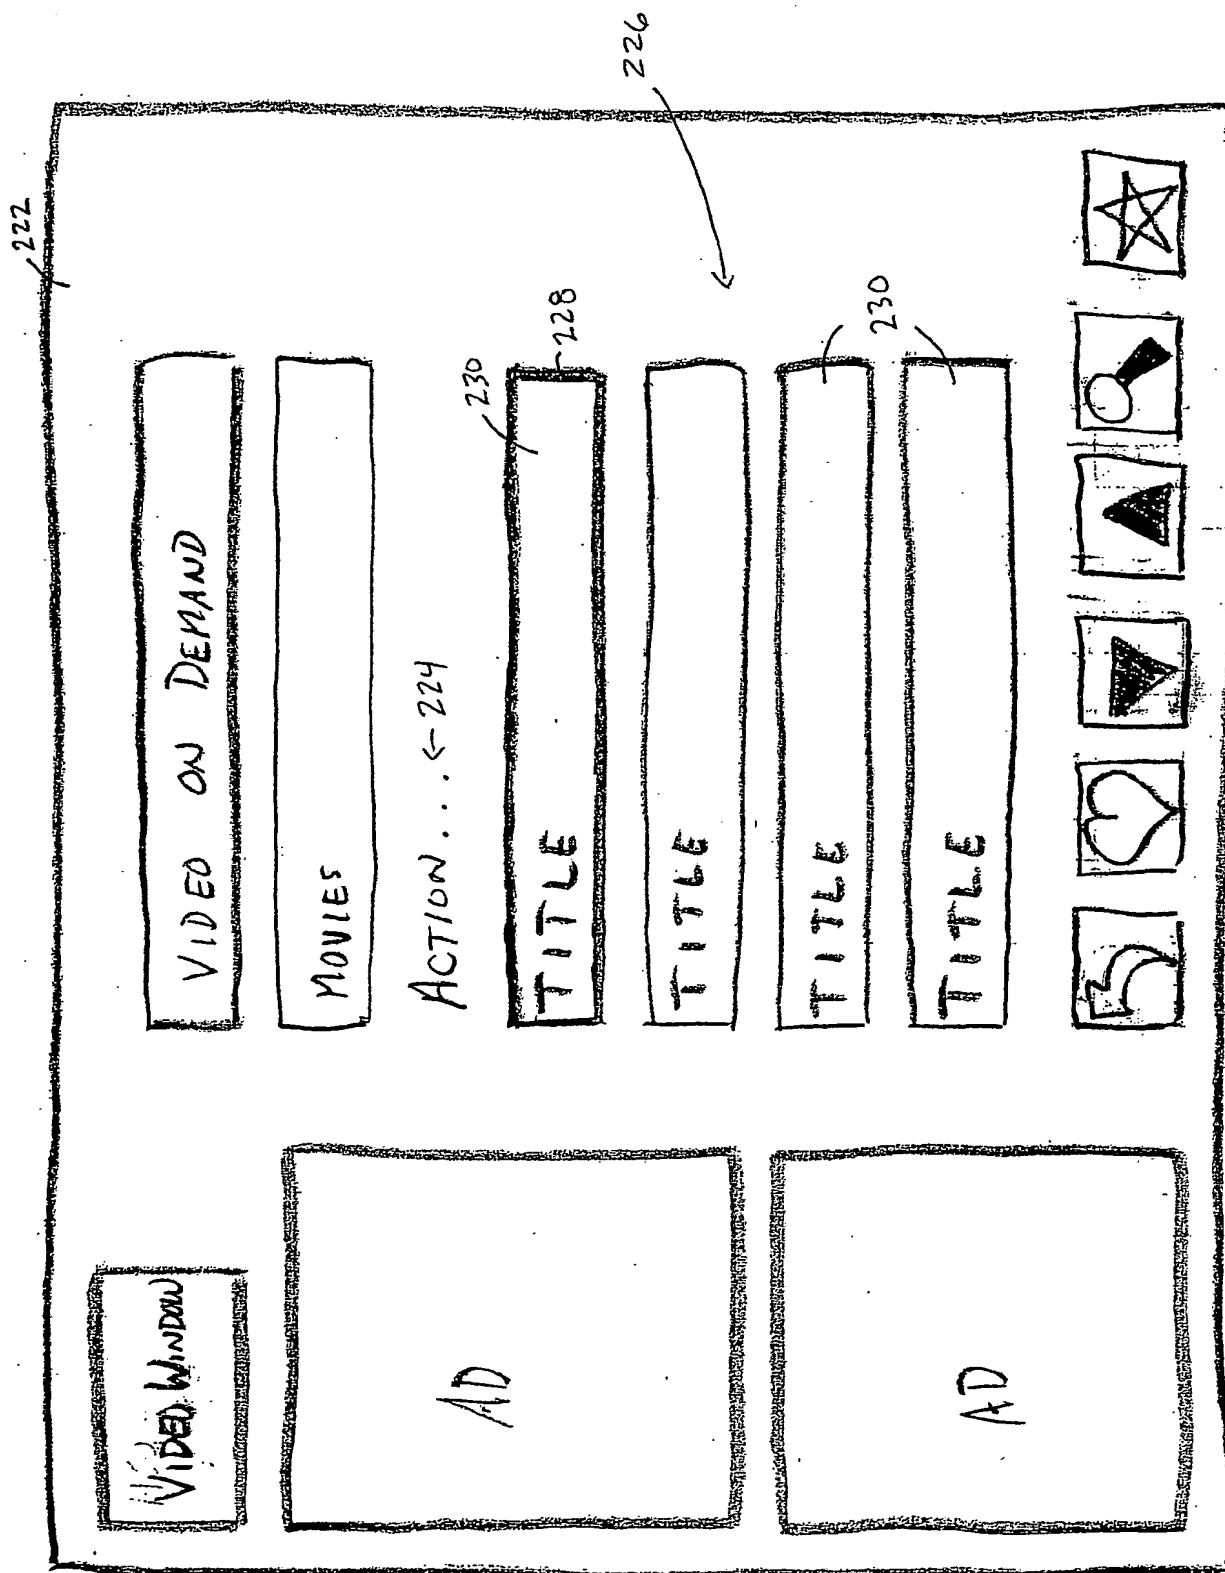 222
VIDEO WINDOW
VIDEO ON DEMAND
MOVIES
ACTION.... ← 224
230
228
TITLE
TITLE
226
TITLE
230
TITLE
AD
AD